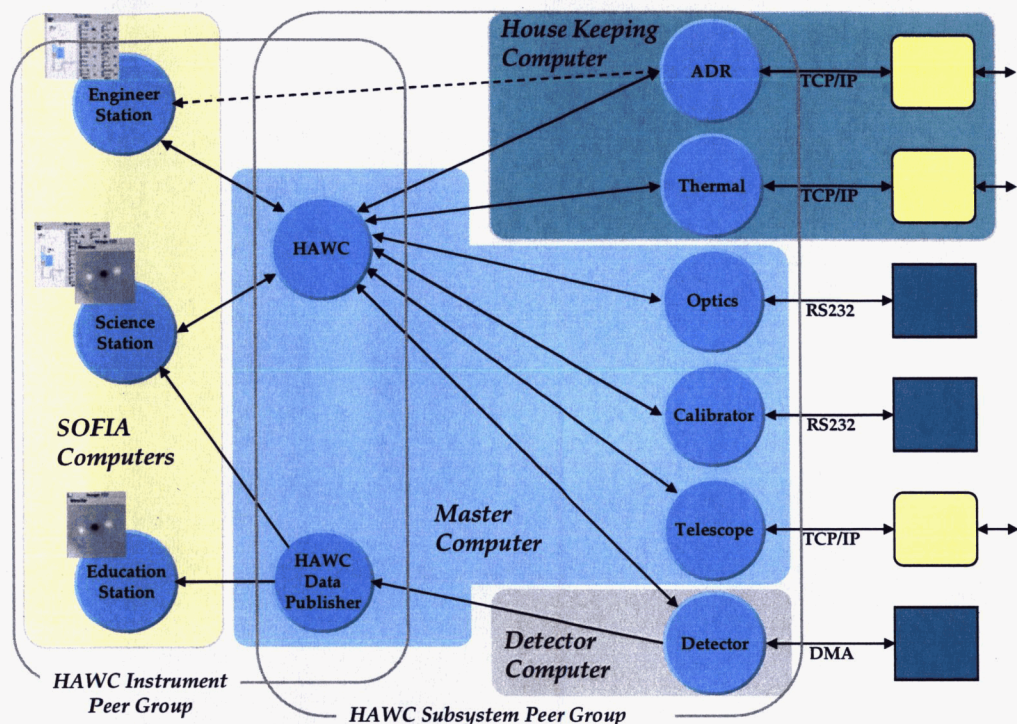 House Keeping
Computer
ADR
TCP/IP
Engineer
Station
Thermal
TCP/IP
HAWC
Optics
RS232
Science
Station
Calibrator
RS232
SOFIA
Computers
Master
Computer
Telescope
TCP/IP
Education
Station
HAWC
Data
Publisher
Detector
Computer
Detector
DMA
HAWC Instrument
Peer Group
HAWC Subsystem Peer Group